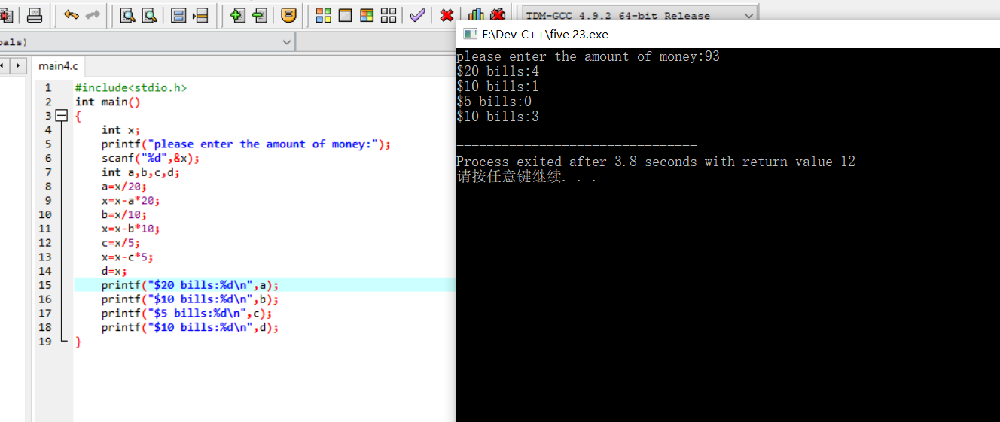 TDM-GCC 4.9.2 64-bit Release
bals)
main4.c
1 #include<stdio.h>
2 int main()
3 {
4 int x;
5 printf("please enter the amount of money:");
6 scanf("%d",&x);
7 int a,b,c,d;
8 a=x/20;
9 x=x-a*20;
10 b=x/10;
11 x=x-b*10;
12 c=x/5;
13 x=x-c*5;
14 d=x;
15 printf("$20 bills:%d\n",a);
16 printf("$10 bills:%d\n",b);
17 printf("$5 bills:%d\n",c);
18 printf("$10 bills:%d\n",d);
19 }
F:\Dev-C++\five 23.exe
please enter the amount of money:93
$20 bills:4
$10 bills:1
$5 bills:0
$10 bills:3
--------------------------------
Process exited after 3.8 seconds with return value 12
请按任意键继续. . .